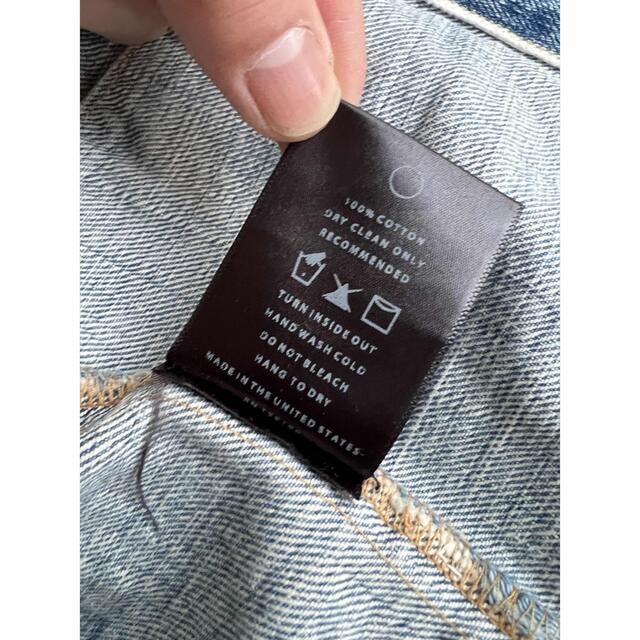 100% COTTON
DRY CLEAN ONLY
RECOMMENDED
TURN INSIDE OUT
HAND WASH COLD
DO NOT BLEACH
HANG TO DRY
MADE IN THE UNITED STATES